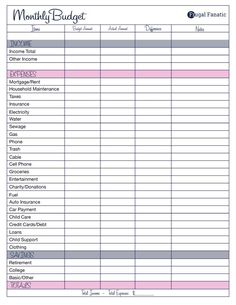 Monthly Budget
Frugal Fanatic
Items Budget Amount Actual Amount Difference Notes
INCOME
Income Total
Other Income
EXPENSES
Mortgage/Rent
Household Maintenance
Taxes
Insurance
Electricity
Water
Sewage
Gas
Phone
Trash
Cable
Cell Phone
Groceries
Entertainment
Charity/Donations
Fuel
Auto Insurance
Car Payment
Child Care
Credit Cards/Debt
Loans
Child Support
Clothing
SAVINGS
Retirement
College
Basic/Other
TOTALS
Total Income - Total Expenses $